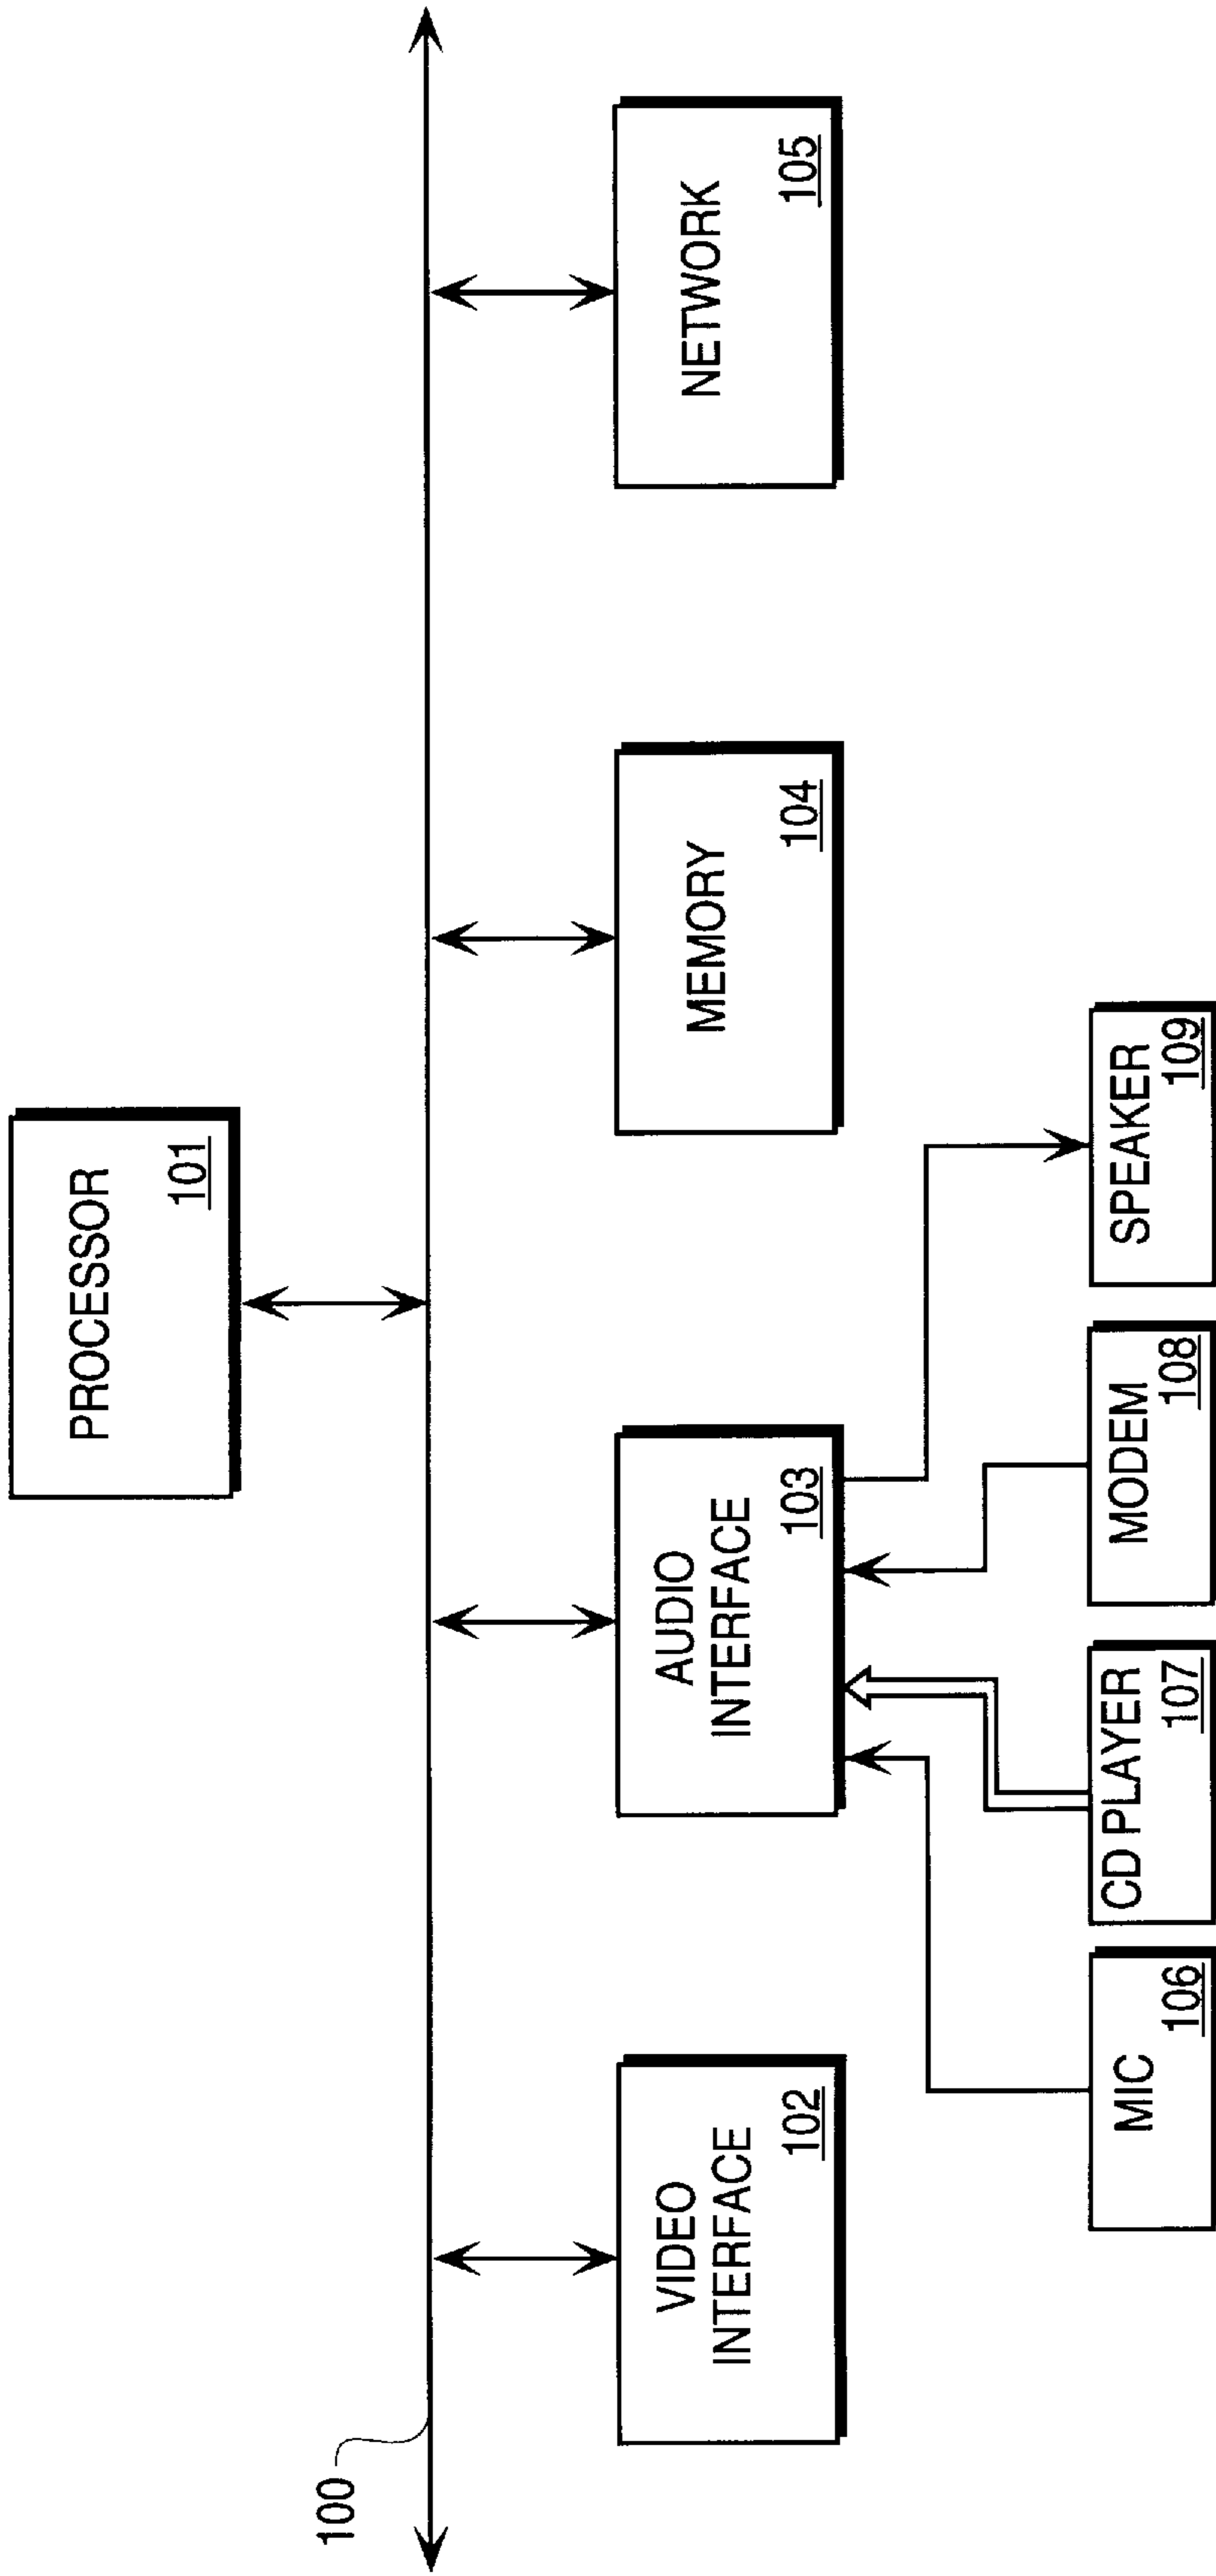 PROCESSOR
101
100
VIDEO
INTERFACE
102
AUDIO
INTERFACE
103
MEMORY
104
NETWORK
105
MIC
106
CD PLAYER
107
MODEM
108
SPEAKER
109